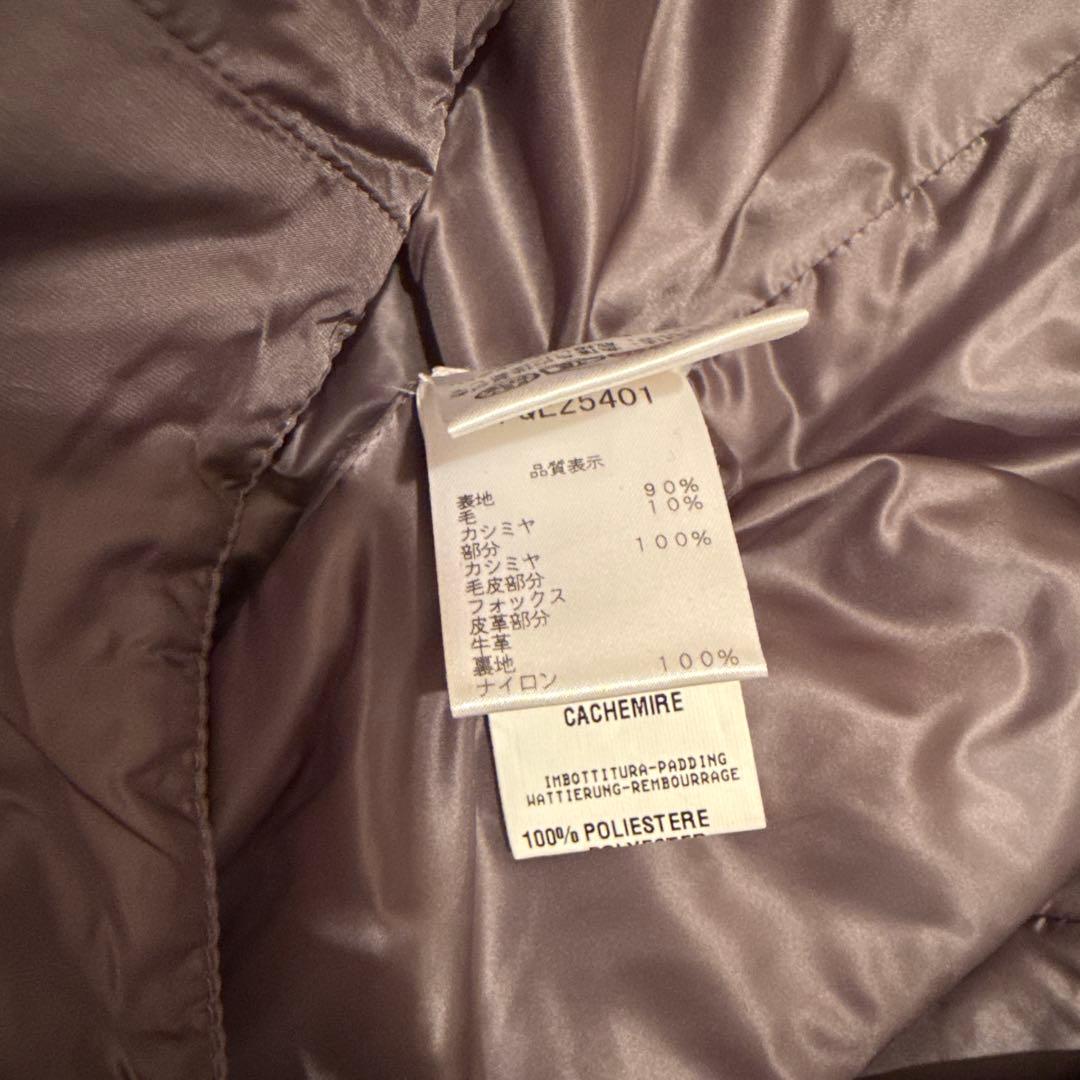 QLZ5401
品質表示
表地
毛 90%
カシミヤ 10%
部分
カシミヤ 100%
毛皮部分
フォックス
皮革部分
牛革
裏地
ナイロン 100%
CACHEMIRE
IMBOTTITURA-PADDING
WATTIERUNG-REMBOURRAGE
100% POLIESTERE
POLYESTER